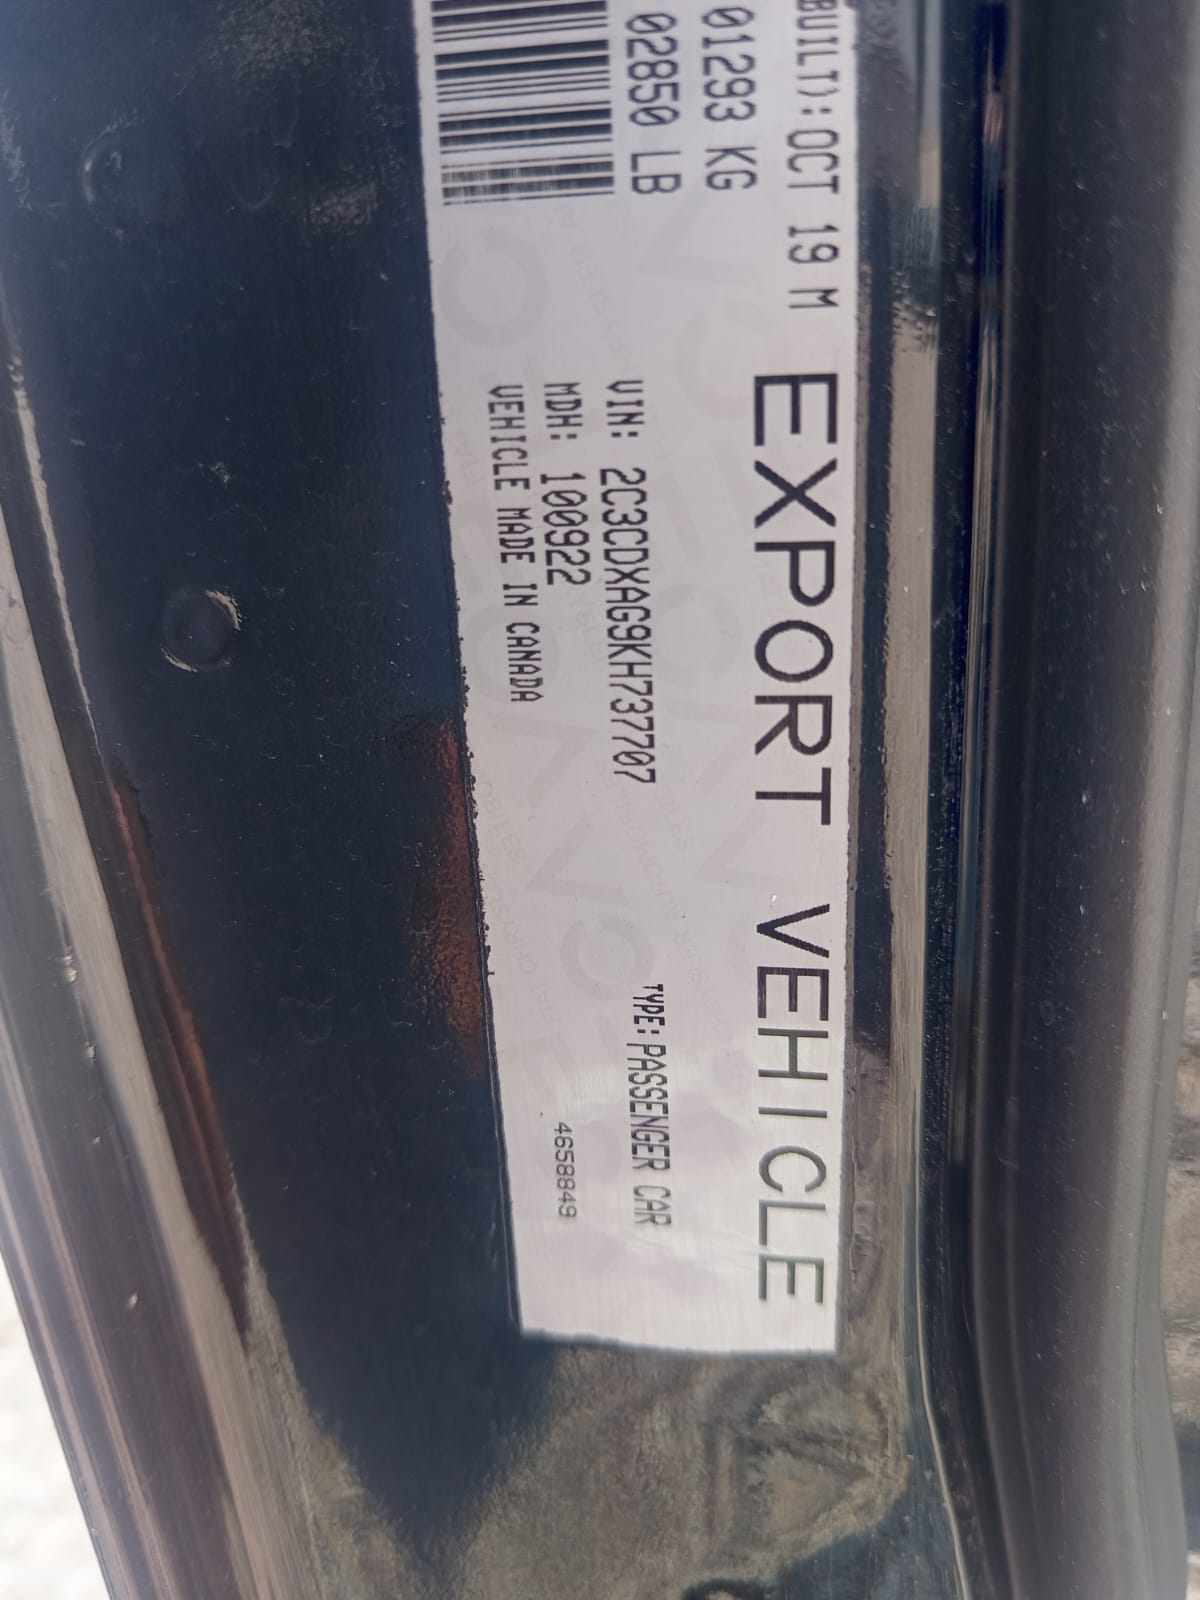 BUILT): OCT 19 M
01293 KG
02850 LB
EXPORT VEHICLE
VIN: 2C3CDXAG9KH737707
TYPE: PASSENGER CAR
MDH: 100922
VEHICLE MADE IN CANADA
4658849